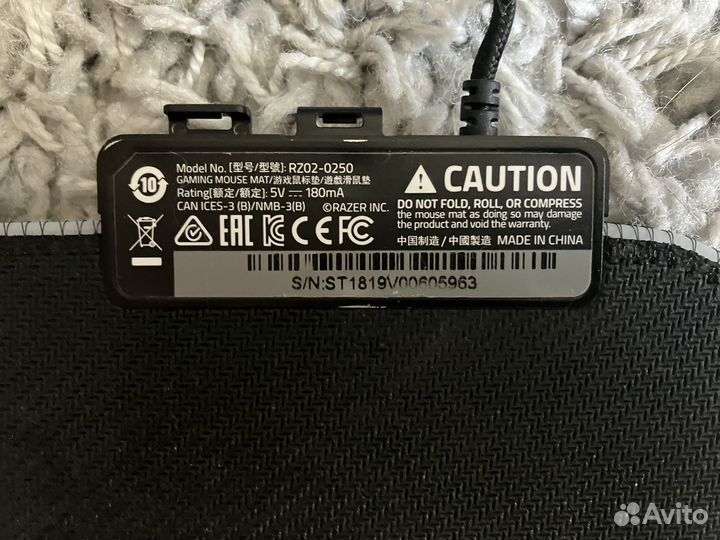 Model No. [型号/型號]: RZ02-0250
GAMING MOUSE MAT/游戏鼠标垫/遊戲滑鼠墊
Rating[额定/額定]: 5V ⎓ 180mA
CAN ICES-3 (B)/NMB-3(B) ©RAZER INC.
10
EAC CE FC
CAUTION
DO NOT FOLD, ROLL, OR COMPRESS
the mouse mat as doing so may damage
the product and void the warranty.
中国制造/中國製造 MADE IN CHINA
S/N:ST1819V00605963
Avito